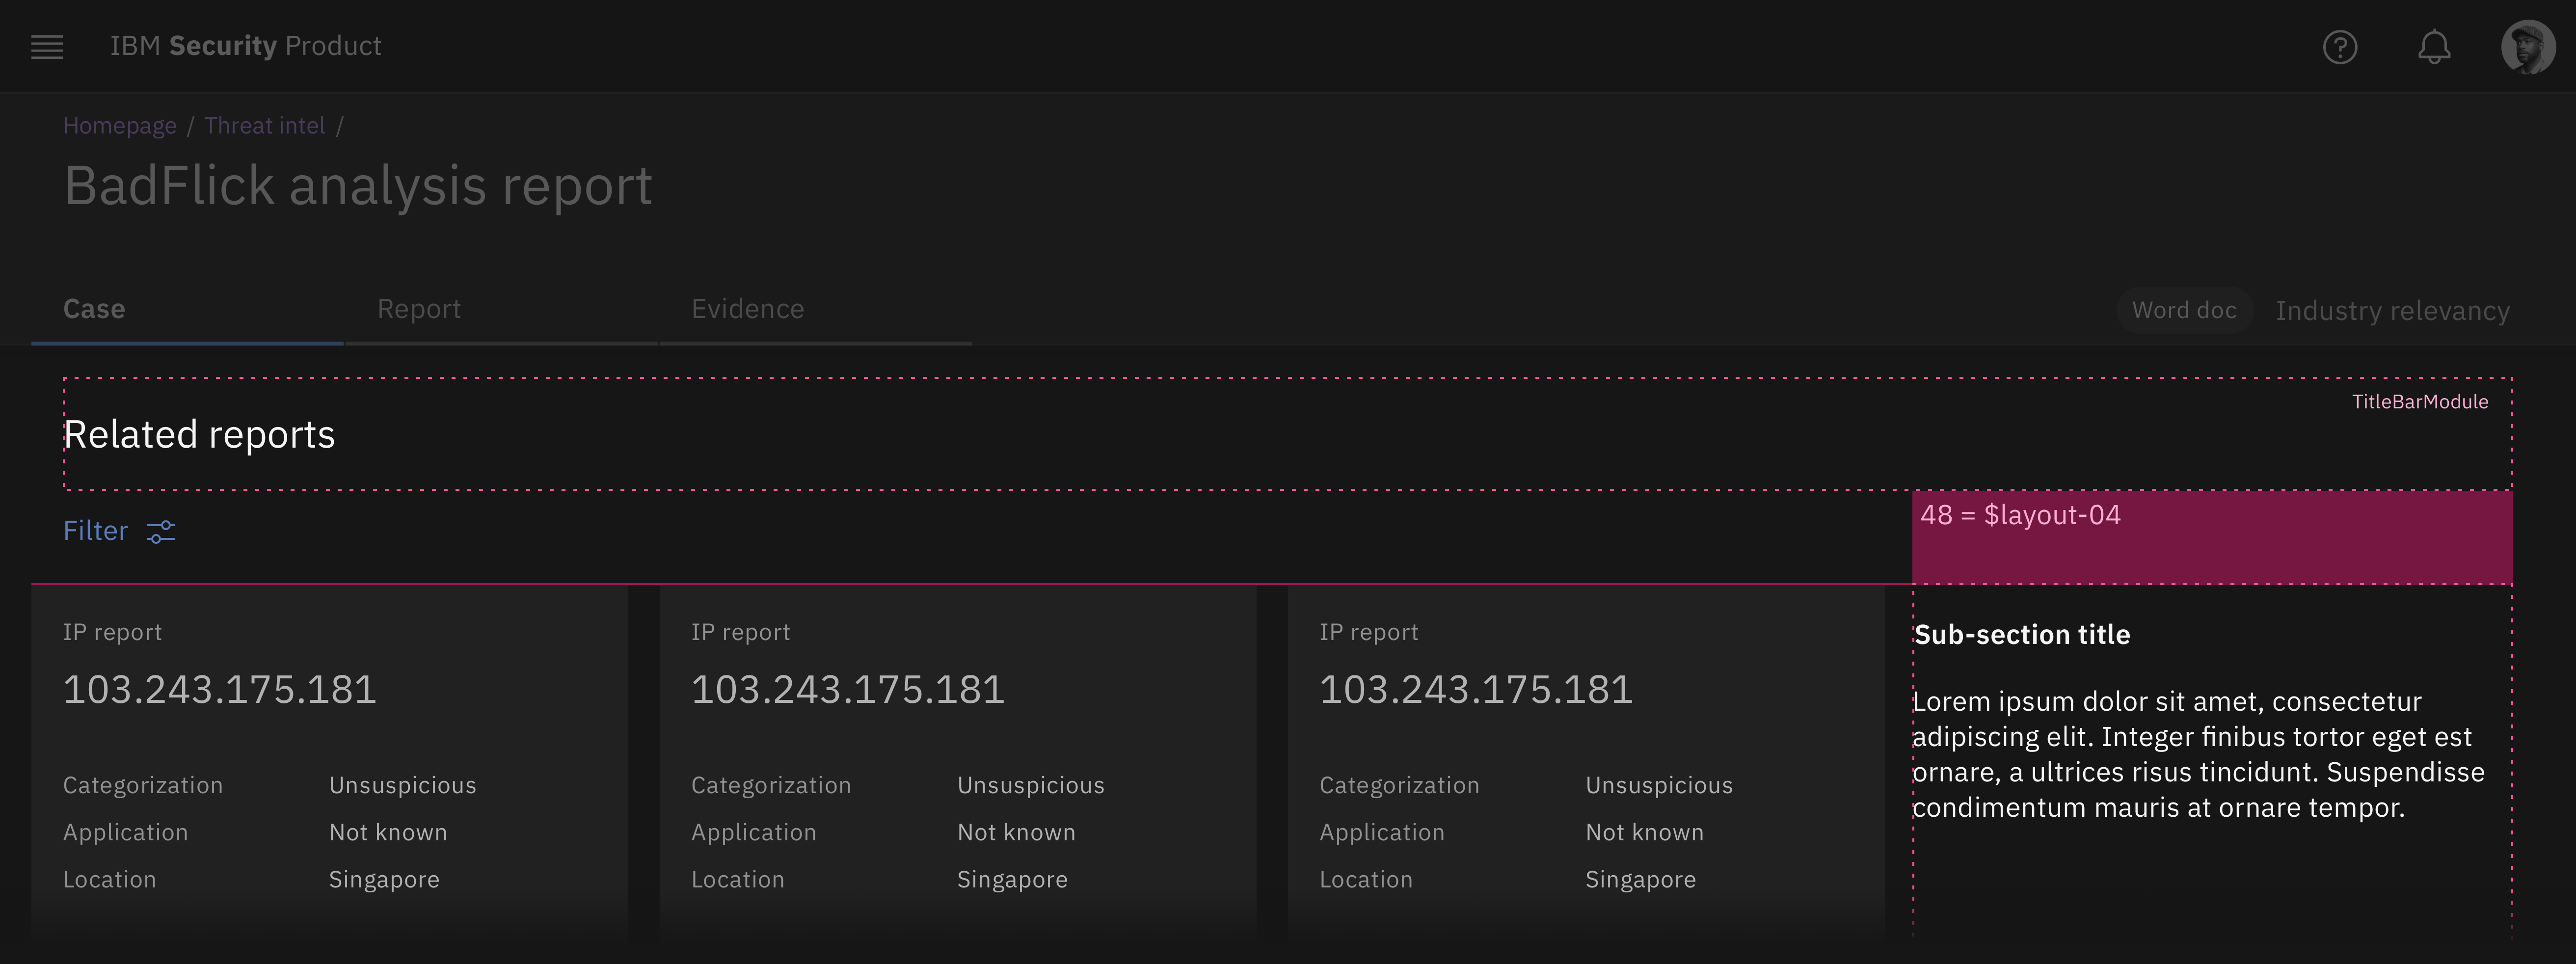 IBM Security Product
Homepage / Threat intel /
BadFlick analysis report
Case
Report
Evidence
Word doc
Industry relevancy
TitleBarModule
Related reports
Filter
48 = $layout-04
IP report
103.243.175.181
Categorization Unsuspicious
Application Not known
Location Singapore
IP report
103.243.175.181
Categorization Unsuspicious
Application Not known
Location Singapore
IP report
103.243.175.181
Categorization Unsuspicious
Application Not known
Location Singapore
Sub-section title
Lorem ipsum dolor sit amet, consectetur
adipiscing elit. Integer finibus tortor eget est
ornare, a ultrices risus tincidunt. Suspendisse
condimentum mauris at ornare tempor.